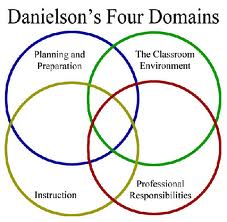 Danielson's Four Domains
Planning and
Preparation
The Classroom
Environment
Instruction
Professional
Responsibilities